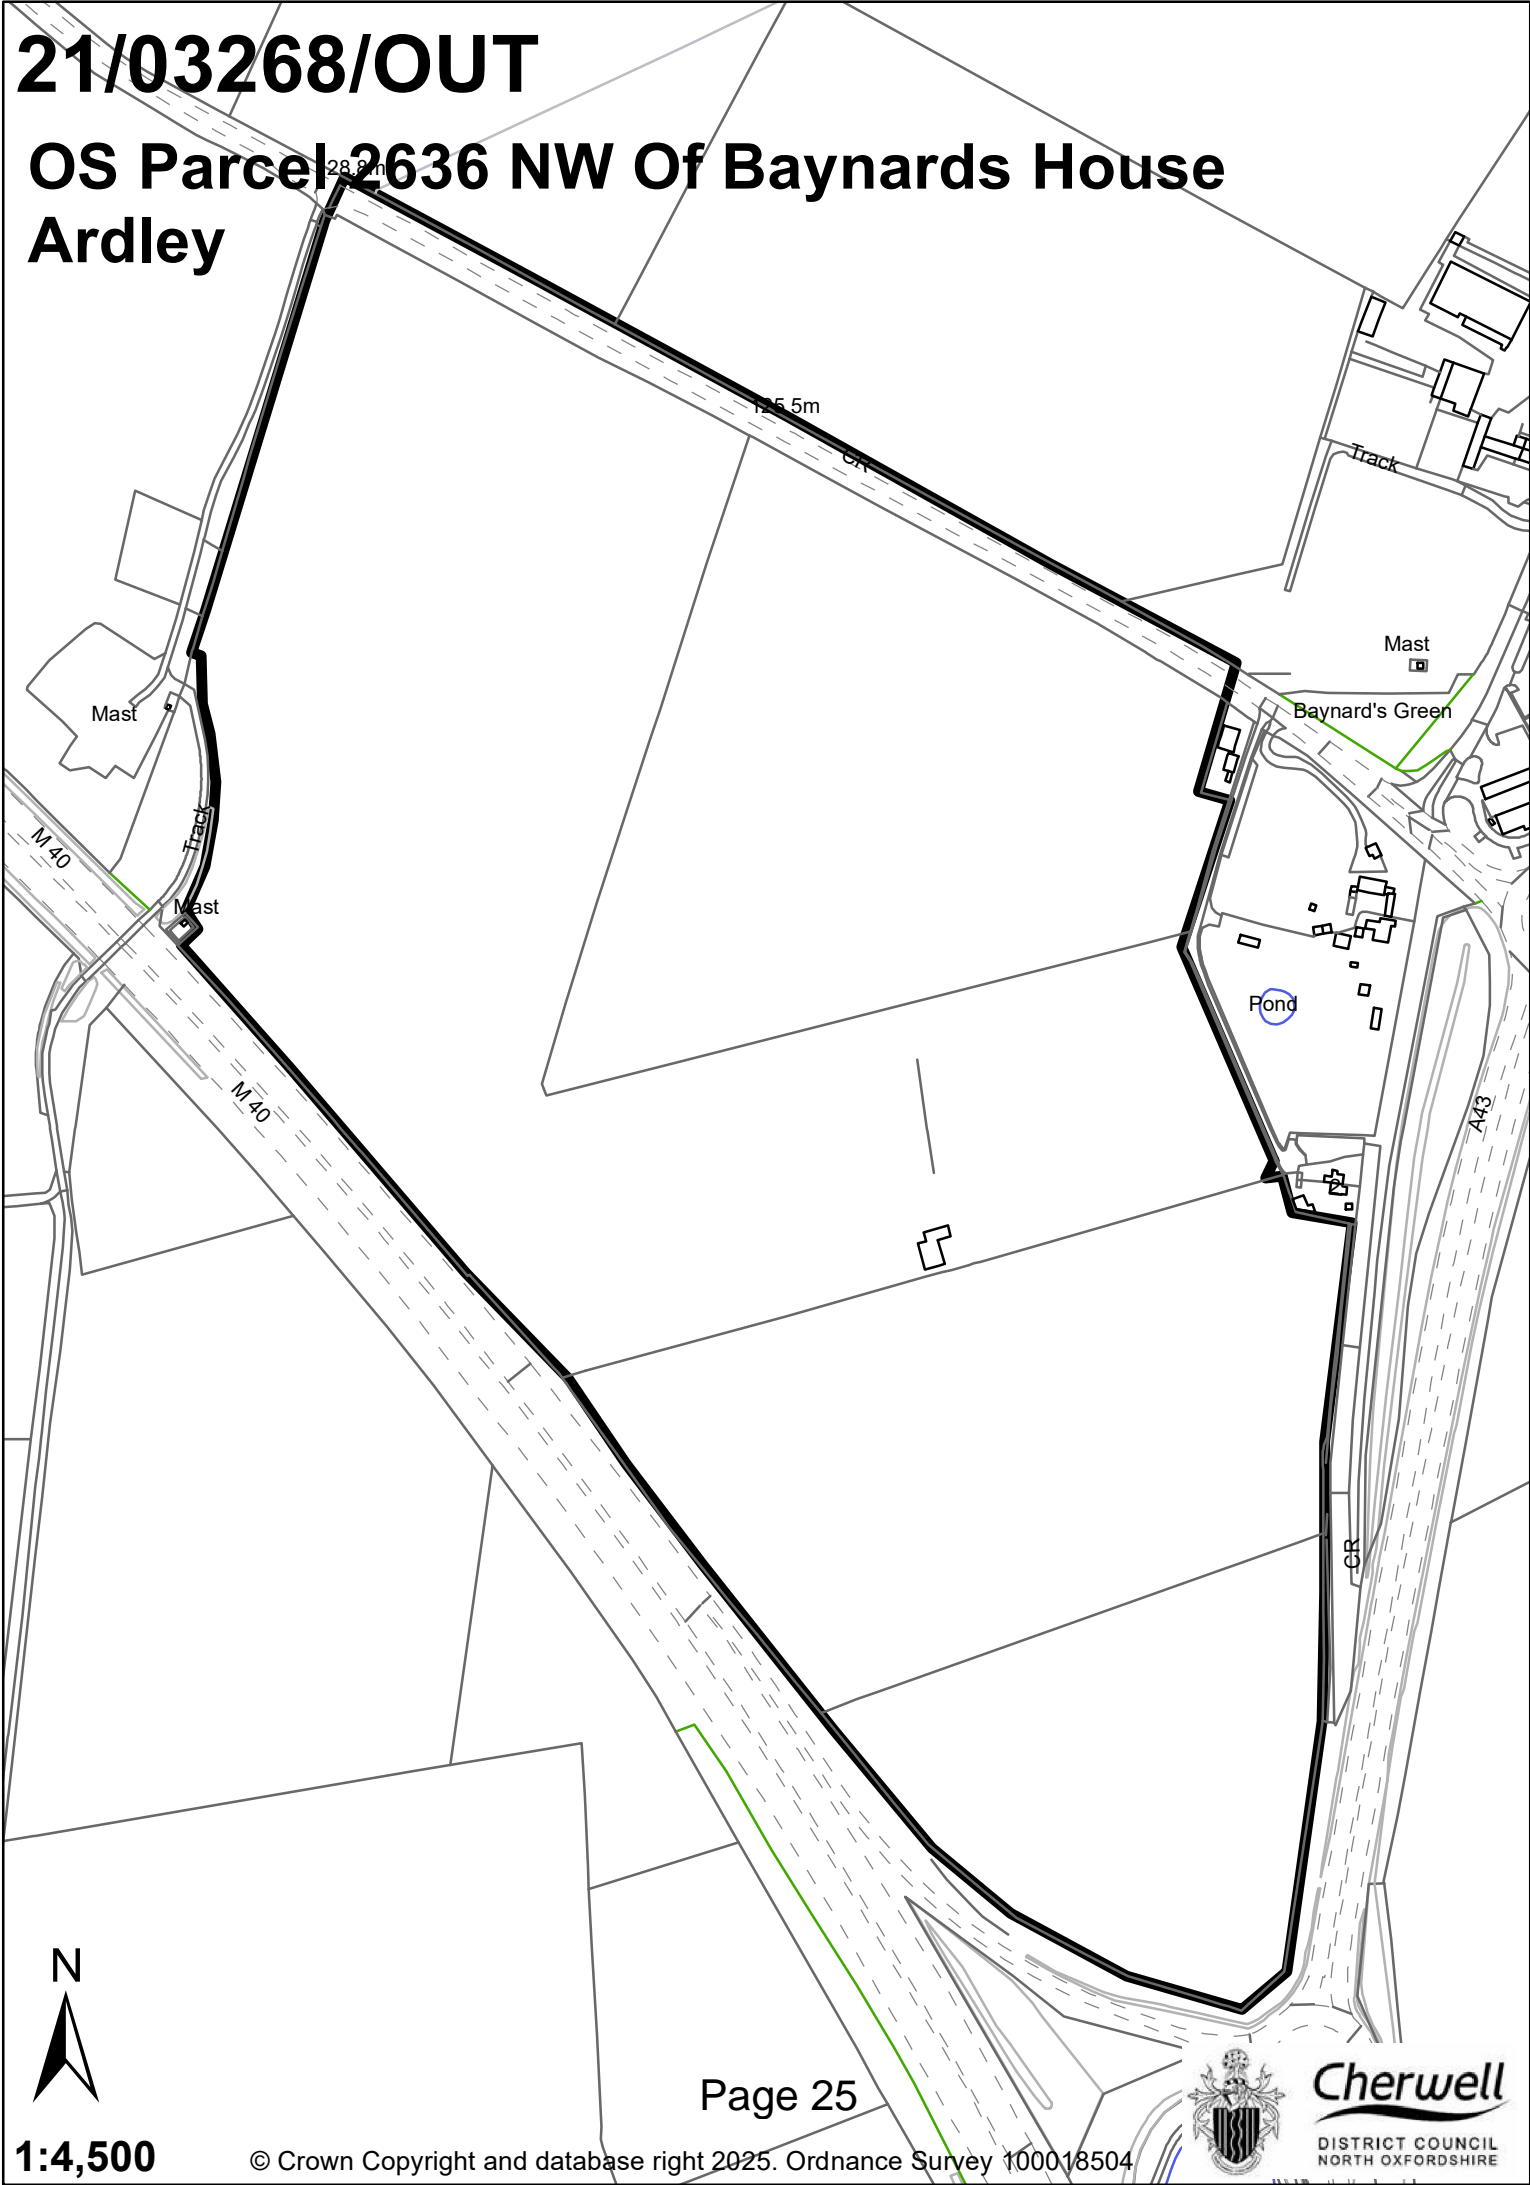 21/03268/OUT
OS Parcel 2636 NW Of Baynards House
Ardley
28.8m
125.5m
CR
Track
Mast
Baynard's Green
Mast
Track
M 40
Mast
Pond
M 40
A43
2
CR
N
Page 25
1:4,500
© Crown Copyright and database right 2025. Ordnance Survey 100018504
Cherwell
DISTRICT COUNCIL
NORTH OXFORDSHIRE